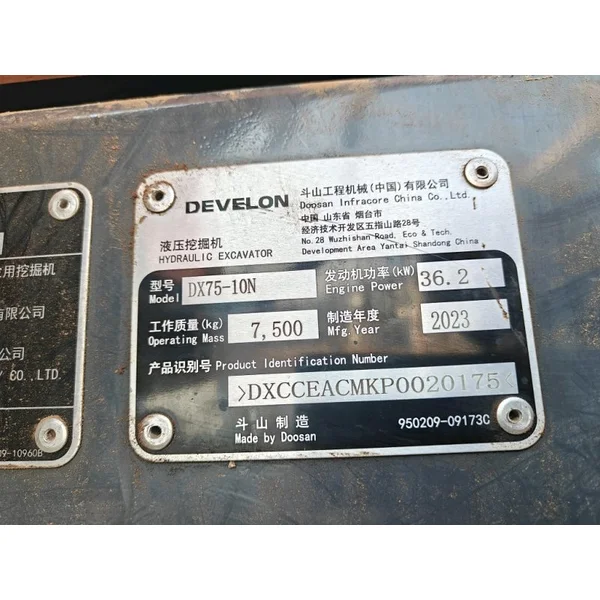 DEVELON
斗山工程机械(中国)有限公司
Doosan Infracore China Co.,Ltd.
中国 山东省 烟台市
经济技术开发区五指山路28号
No.28 Wuzhishan Road, Eco & Tech.
Development Area Yantai, Shandong China
液压挖掘机
HYDRAULIC EXCAVATOR
型号 DX75-10N 发动机功率(kW) 36.2
Model Engine Power
工作质量(kg) 7,500 制造年度 2023
Operating Mass Mfg.Year
产品识别号 Product Identification Number
>DXCCEACMKP0020175<
斗山制造
Made by Doosan
950209-09173C
用挖掘机
有限公司
公司
CO.,LTD.
09-10960B